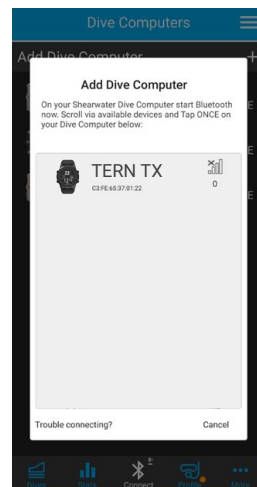 Dive Computers
Add Dive Computer +
Add Dive Computer
On your Shearwater Dive Computer start Bluetooth
now. Scroll via available devices and Tap ONCE on
your Dive Computer below:
TERN TX
C3:FE:65:37:01:22
0
E
E
E
Trouble connecting? Cancel
Dives Stats Connect Profile More